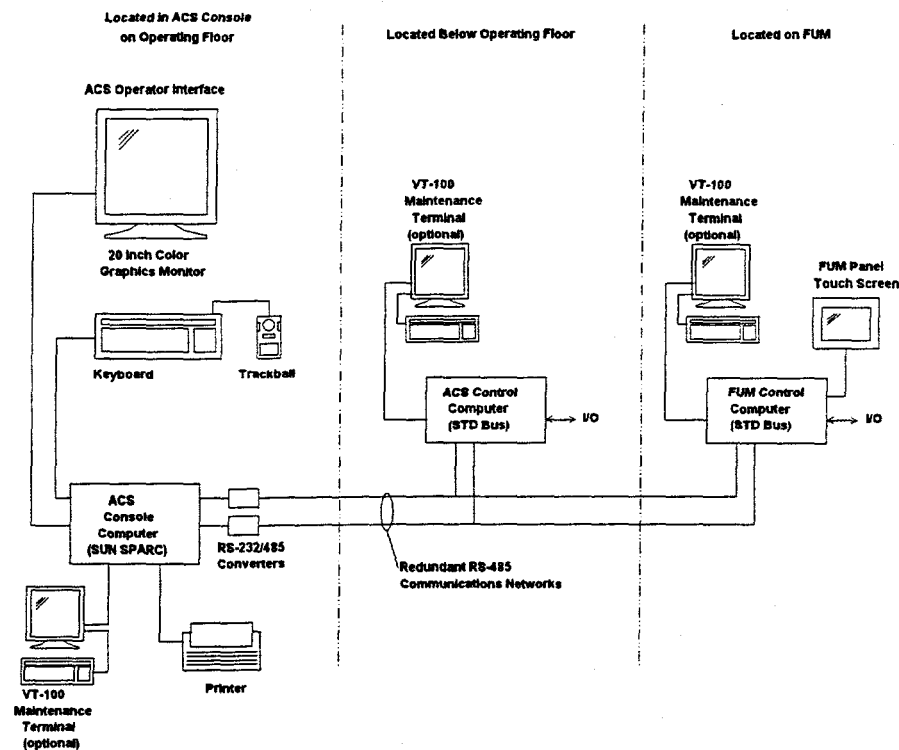 Located in ACS Console
on Operating Floor
Located Below Operating Floor
Located on FUM
ACS Operator Interface
20 Inch Color
Graphics Monitor
Keyboard
Trackball
VT-100
Maintenance
Terminal
(optional)
VT-100
Maintenance
Terminal
(optional)
FUM Panel
Touch Screen
ACS Control
Computer
(STD Bus)
I/O
FUM Control
Computer
(STD Bus)
I/O
ACS
Console
Computer
(SUN SPARC)
RS-232/485
Converters
Redundant RS-485
Communications Networks
Printer
VT-100
Maintenance
Terminal
(optional)